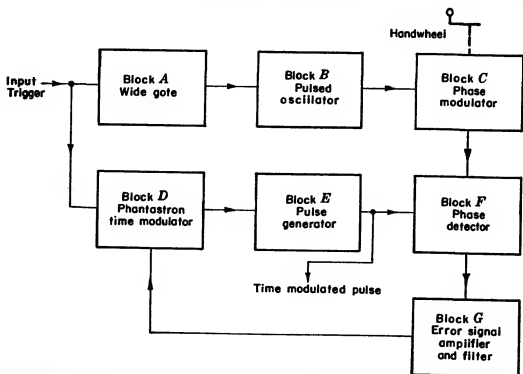 Handwheel
Input
Trigger
Block A
Wide gote
Block B
Pulsed
oscillator
Block C
Phase
modulator
Block D
Phantastron
time modulator
Block E
Pulse
generator
Block F
Phase
detector
Time modulated pulse
Block G
Error signal
amplifier
and filter